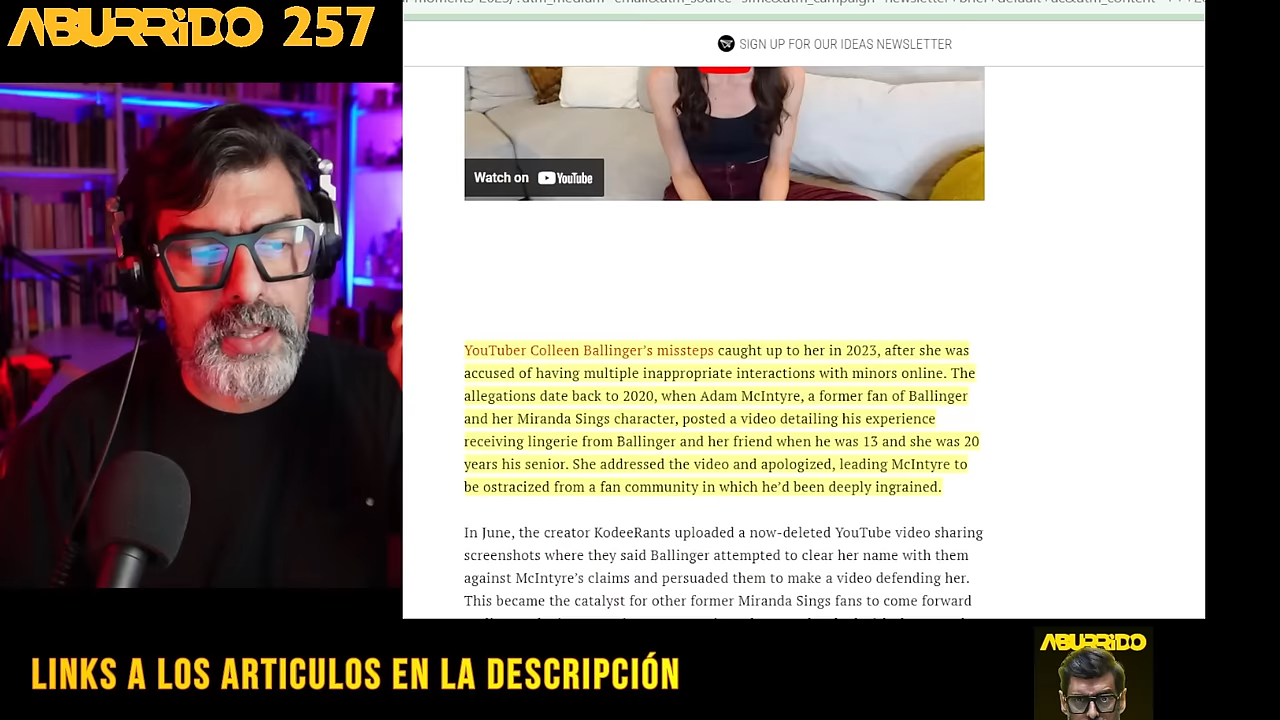 ABURRiDO 257
SIGN UP FOR OUR IDEAS NEWSLETTER
Watch on YouTube
YouTuber Colleen Ballinger's missteps caught up to her in 2023, after she was
accused of having multiple inappropriate interactions with minors online. The
allegations date back to 2020, when Adam McIntyre, a former fan of Ballinger
and her Miranda Sings character, posted a video detailing his experience
receiving lingerie from Ballinger and her friend when he was 13 and she was 20
years his senior. She addressed the video and apologized, leading McIntyre to
be ostracized from a fan community in which he'd been deeply ingrained.
In June, the creator KodeeRants uploaded a now-deleted YouTube video sharing
screenshots where they said Ballinger attempted to clear her name with them
against McIntyre's claims and persuaded them to make a video defending her.
This became the catalyst for other former Miranda Sings fans to come forward
LINKS A LOS ARTICULOS EN LA DESCRIPCIÓN
ABURRiDO